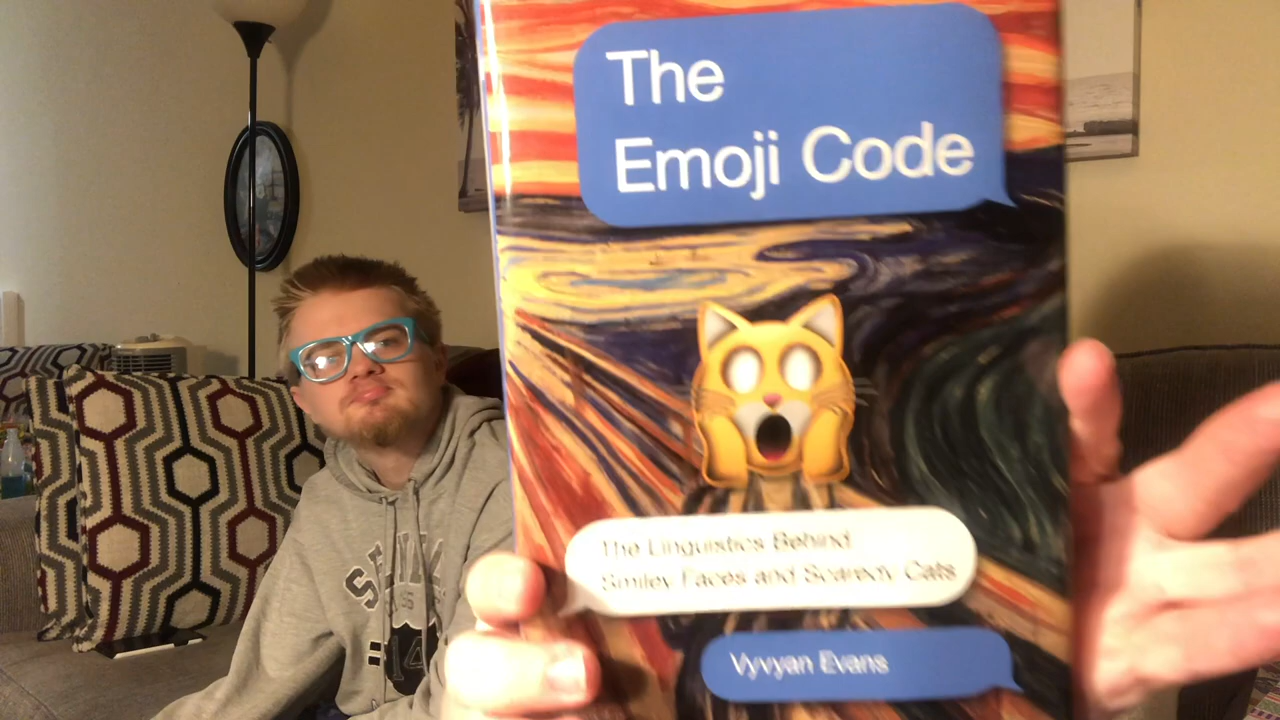 The
Emoji Code
The Linguistics Behind
Smiley Faces and Scaredy Cats
Vyvyan Evans